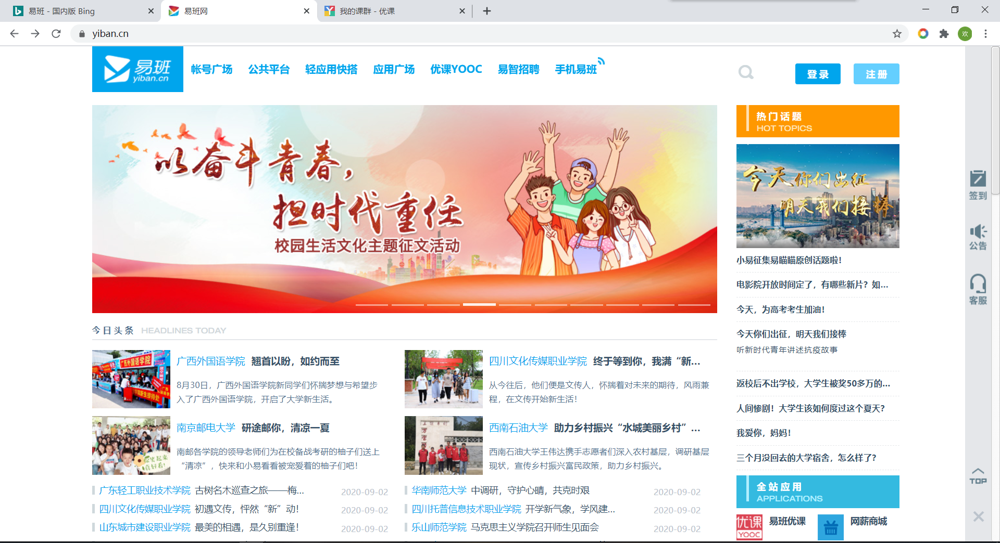 易班 - 国内版 Bing
易班网
我的课群 - 优课
yiban.cn
欢
易班
yiban.cn
帐号广场 公共平台 轻应用快搭 应用广场 优课YOOC 易智招聘 手机易班
登录 注册
以奋斗青春，
担时代重任
校园生活文化主题征文活动
热门话题
HOT TOPICS
今天你们出征
明天我们接棒
小易征集易瞄瞄原创话题啦！
电影院开放时间定了，有哪些新片？如...
今天，为高考考生加油！
今天你们出征，明天我们接棒
听新时代青年讲述抗疫故事
返校后不出学校，大学生被奖50多万的...
人间惨剧！大学生该如何度过这个夏天？
我爱你，妈妈！
三个月没回去的大学宿舍，怎么样了？
全站应用
APPLICATIONS
优课
YOOC
易班优课
网薪商城
签到
公告
客服
TOP
今日头条 HEADLINES TODAY
广西外国语学院
广西外国语学院 翘首以盼，如约而至
8月30日，广西外国语学院新同学们怀揣梦想与希望步
入了广西外国语学院，开启了大学新生活。
四川文化传媒职业学院 终于等到你，我满“新...
从今往后，他们便是文传人，怀揣着对未来的期待，风雨兼
程，在文传开始新生活！
南京邮电大学 研途邮你，清凉一夏
南邮各学院的领导老师们为在校备战考研的柚子们送上
“清凉”，快来和小易看看被宠爱着的柚子们吧！
西南石油大学 助力乡村振兴“水城美丽乡村”...
西南石油大学王伟达携手志愿者们深入农村基层，调研基层
现状，宣传乡村振兴富民政策，助力乡村振兴。
广东轻工职业技术学院 古树名木巡查之旅——梅... 2020-09-02
四川文化传媒职业学院 初遇文传，怦然“新”动！ 2020-09-02
山东城市建设职业学院 最美的相遇，是久别重逢！ 2020-09-02
华南师范大学 中调研，守护心晴，共克时艰 2020-09-02
四川托普信息技术职业学院 开学新气象，学风建... 2020-09-02
乐山师范学院 马克思主义学院召开师生见面会 2020-09-02